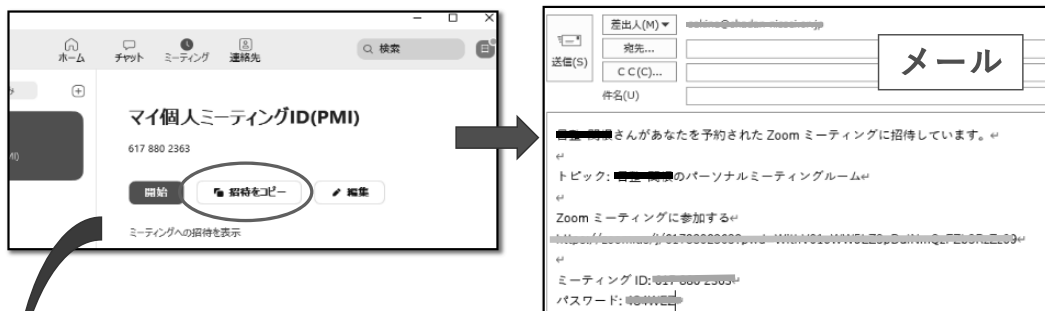 ホーム
チャット
ミーティング
連絡先
検索
マイ個人ミーティングID(PMI)
617 880 2363
開始
招待をコピー
編集
ミーティングへの招待を表示
差出人(M)
送信(S)
宛先...
C C(C)...
件名(U)
メール
さんがあなたを予約された Zoom ミーティングに招待しています。
トピック:
のパーソナルミーティングルーム
Zoom ミーティングに参加する
ミーティング ID:
パスワード: